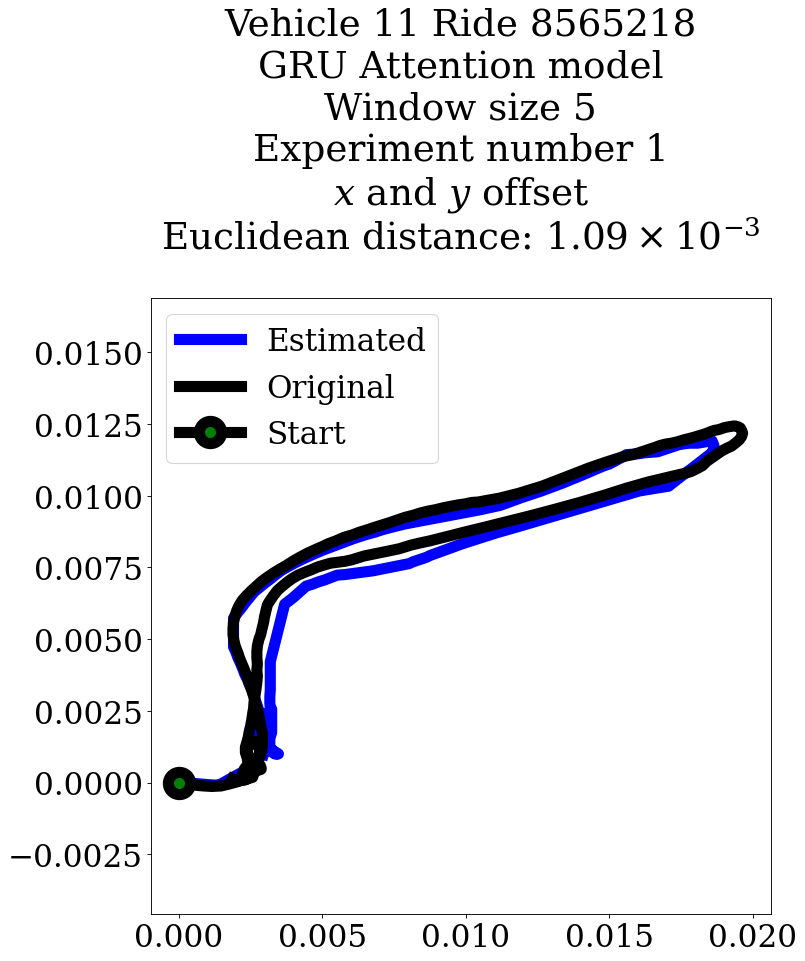 Vehicle 11 Ride 8565218
GRU Attention model
Window size 5
Experiment number 1
x and y offset
Euclidean distance: 1.09 × 10⁻³
Estimated
Original
Start
0.0150
0.0125
0.0100
0.0075
0.0050
0.0025
0.0000
−0.0025
0.000 0.005 0.010 0.015 0.020